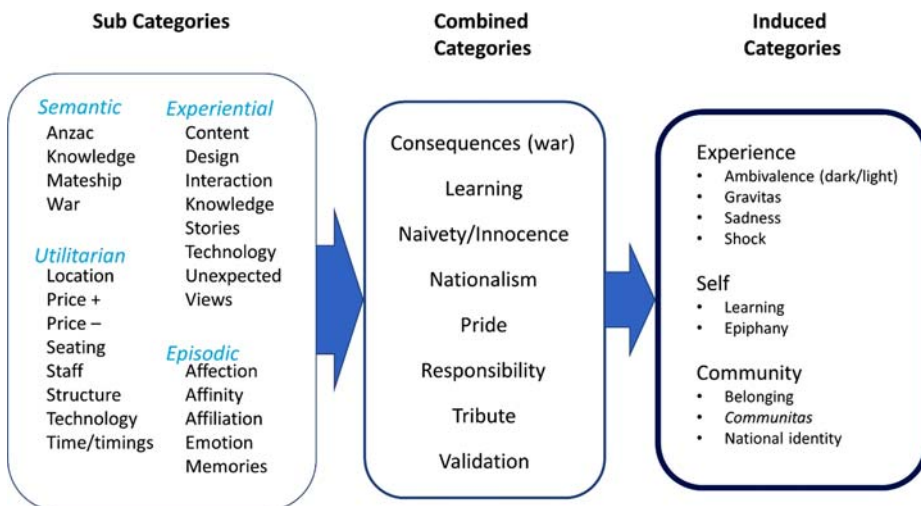 Sub Categories
Combined
Categories
Induced
Categories
Semantic
Anzac
Knowledge
Mateship
War
Utilitarian
Location
Price +
Price –
Seating
Staff
Structure
Technology
Time/timings
Experiential
Content
Design
Interaction
Knowledge
Stories
Technology
Unexpected
Views
Episodic
Affection
Affinity
Affiliation
Emotion
Memories
Consequences (war)
Learning
Naivety/Innocence
Nationalism
Pride
Responsibility
Tribute
Validation
Experience
• Ambivalence (dark/light)
• Gravitas
• Sadness
• Shock
Self
• Learning
• Epiphany
Community
• Belonging
• Communitas
• National identity